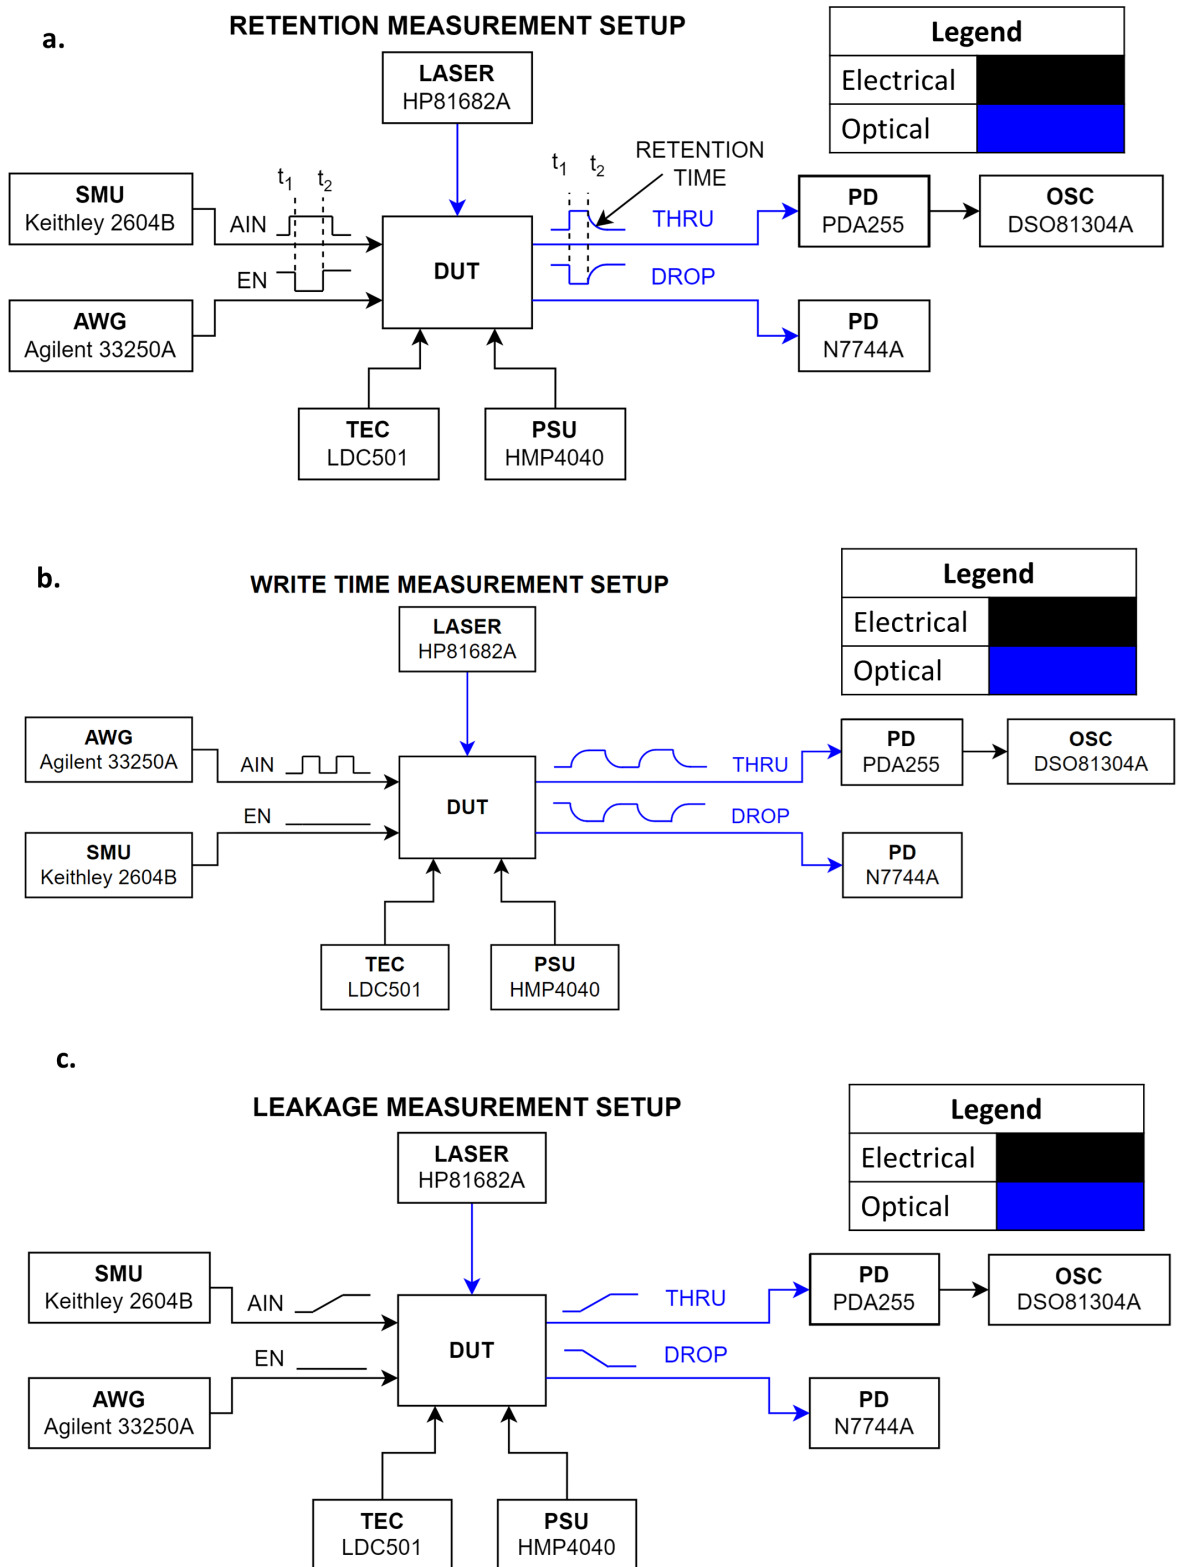 a.
RETENTION MEASUREMENT SETUP
Legend
Electrical
Optical
LASER
HP81682A
RETENTION
TIME
t1
t2
t1
t2
SMU
Keithley 2604B
AIN
THRU
PD
PDA255
OSC
DSO81304A
DUT
EN
DROP
AWG
Agilent 33250A
PD
N7744A
TEC
LDC501
PSU
HMP4040
b.
WRITE TIME MEASUREMENT SETUP
Legend
Electrical
Optical
LASER
HP81682A
AWG
Agilent 33250A
AIN
THRU
PD
PDA255
OSC
DSO81304A
DUT
EN
DROP
SMU
Keithley 2604B
PD
N7744A
TEC
LDC501
PSU
HMP4040
c.
LEAKAGE MEASUREMENT SETUP
Legend
Electrical
Optical
LASER
HP81682A
SMU
Keithley 2604B
AIN
THRU
PD
PDA255
OSC
DSO81304A
DUT
EN
DROP
AWG
Agilent 33250A
PD
N7744A
TEC
LDC501
PSU
HMP4040